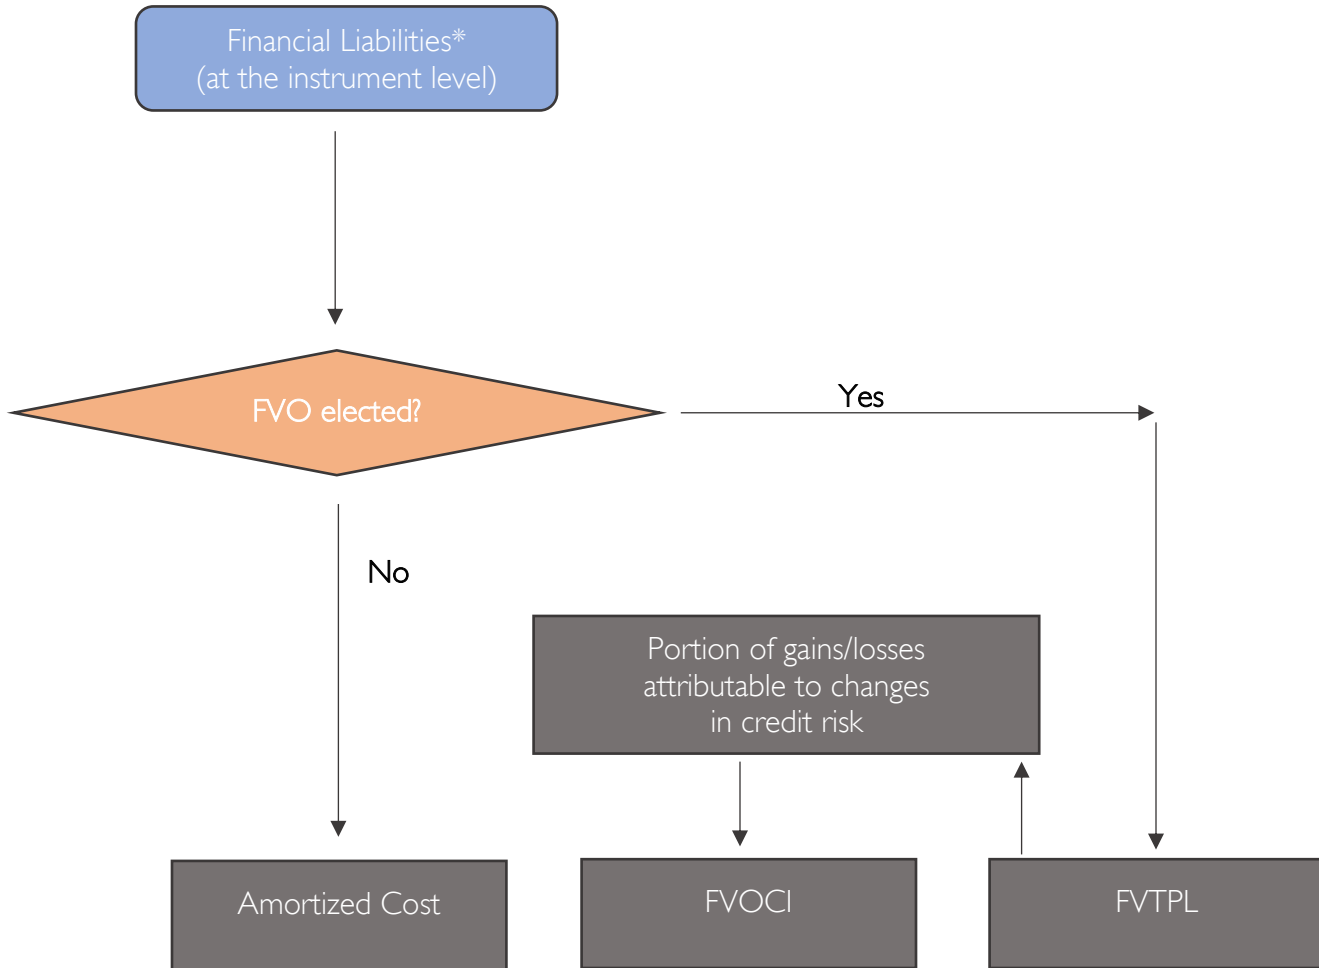 Financial Liabilities*
(at the instrument level)
FVO elected?
Yes
No
Portion of gains/losses
attributable to changes
in credit risk
Amortized Cost
FVOCI
FVTPL